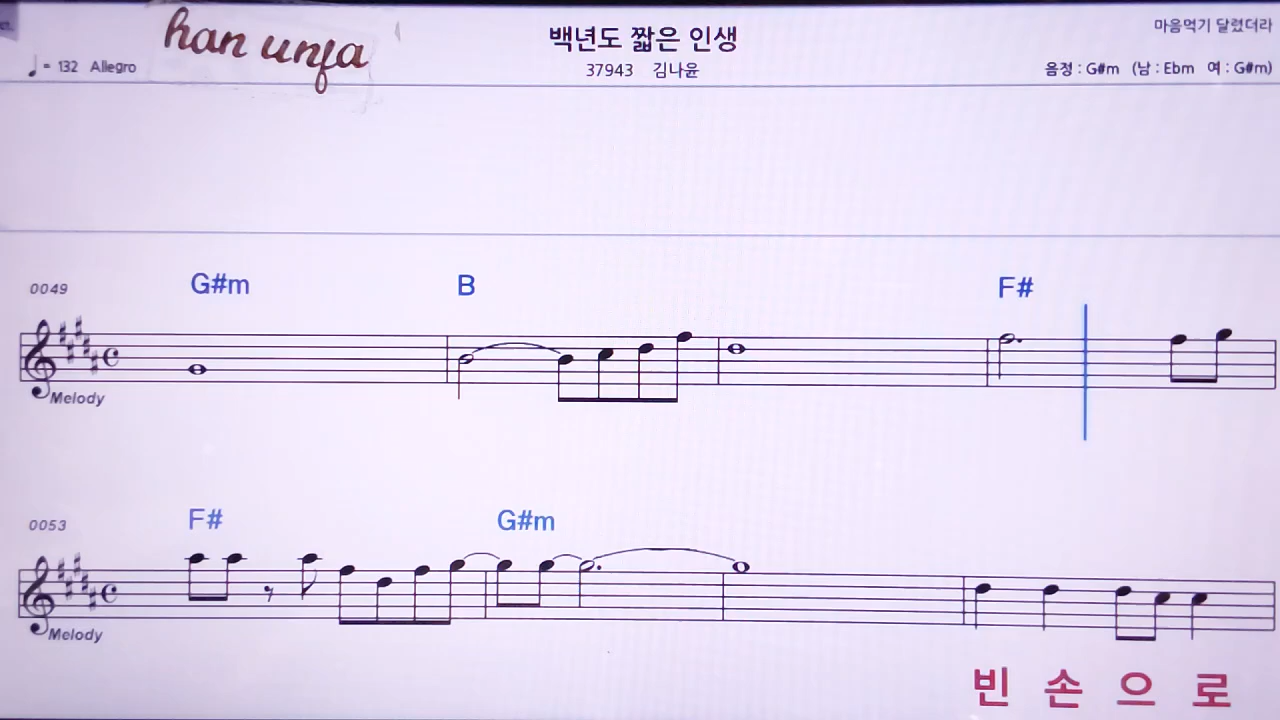 han unfa
백년도 짧은 인생
마음먹기 달렸더라
♩= 132 Allegro
37943 김나윤
음정 : G#m (남 : Ebm 여 : G#m)
G#m B F#
0049
Melody
F# G#m
0053
Melody
빈 손 으 로